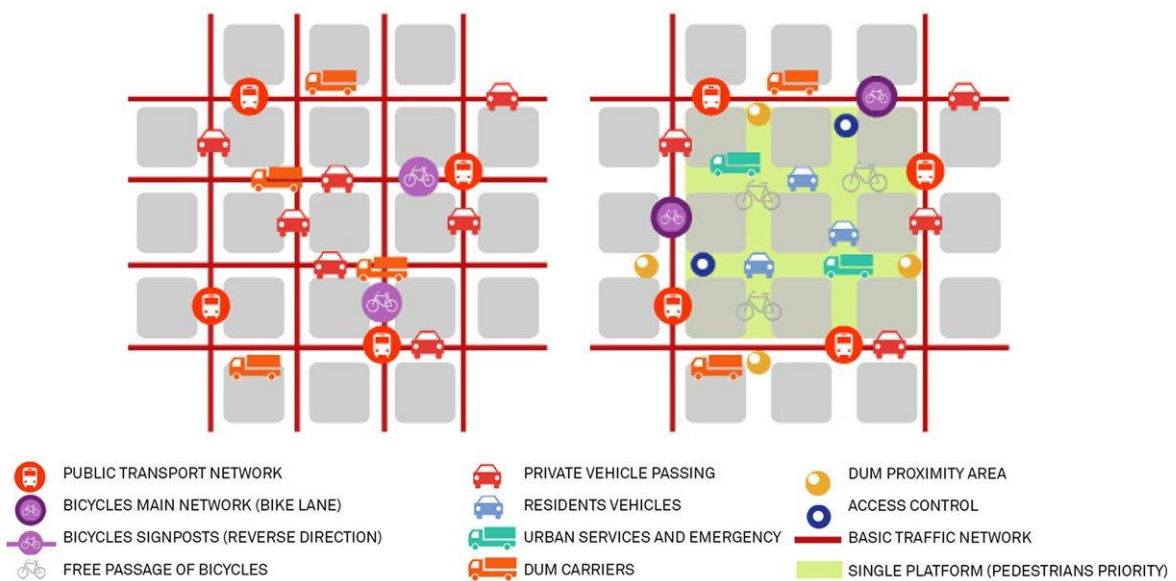 PUBLIC TRANSPORT NETWORK
BICYCLES MAIN NETWORK (BIKE LANE)
BICYCLES SIGNPOSTS (REVERSE DIRECTION)
FREE PASSAGE OF BICYCLES
PRIVATE VEHICLE PASSING
RESIDENTS VEHICLES
URBAN SERVICES AND EMERGENCY
DUM CARRIERS
DUM PROXIMITY AREA
ACCESS CONTROL
BASIC TRAFFIC NETWORK
SINGLE PLATFORM (PEDESTRIANS PRIORITY)